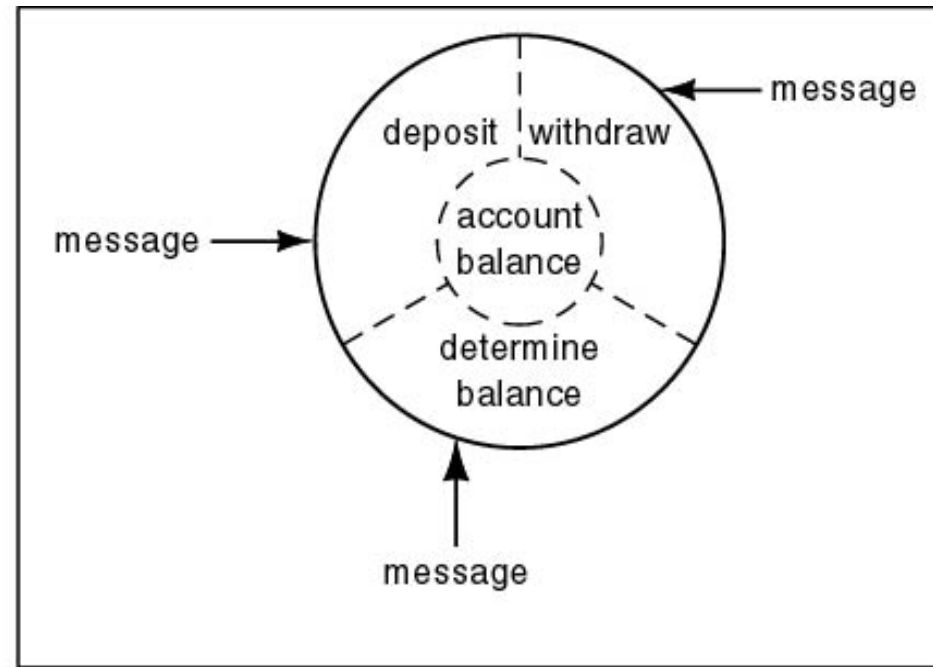 message
deposit withdraw
account
balance
message
determine
balance
message